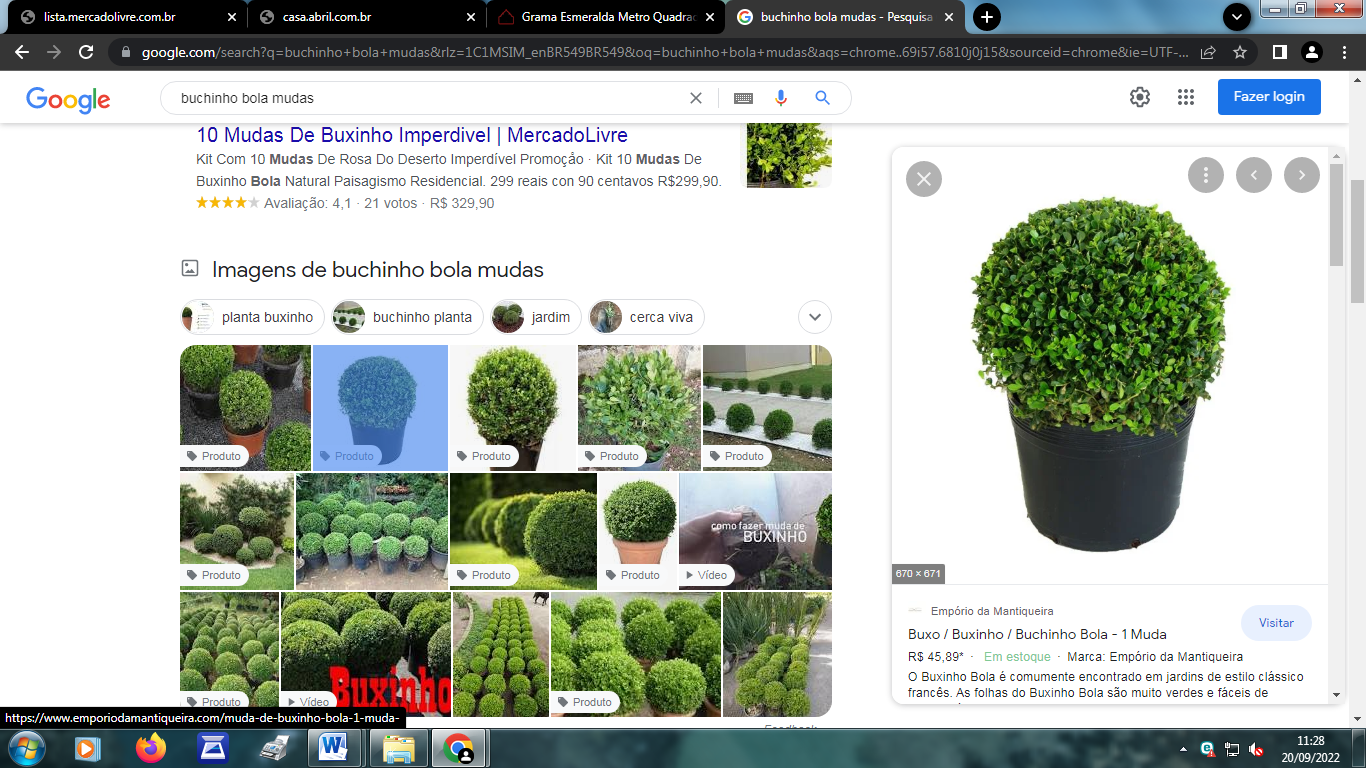 lista.mercadolivre.com.br
casa.abril.com.br
Grama Esmeralda Metro Quadrad
buchinho bola mudas - Pesquisa
google.com/search?q=buchinho+bola+mudas&rlz=1C1MSIM_enBR549BR549&oq=buchinho+bola+mudas&aqs=chrome..69i57.6810j0j15&sourceid=chrome&ie=UTF-...
Google
buchinho bola mudas
Fazer login
10 Mudas De Buxinho Imperdivel | MercadoLivre
Kit Com 10 Mudas De Rosa Do Deserto Imperdível Promoção · Kit 10 Mudas De
Buxinho Bola Natural Paisagismo Residencial. 299 reais con 90 centavos R$299,90.
Avaliação: 4,1 · 21 votos · R$ 329,90
Imagens de buchinho bola mudas
planta buxinho
buchinho planta
jardim
cerca viva
Produto
Produto
Produto
Produto
Produto
como fazer muda de
BUXINHO
Produto
Produto
Produto
Vídeo
Buxinho
Produto
Vídeo
Produto
Feedback
670 × 671
Empório da Mantiqueira
Buxo / Buxinho / Buchinho Bola - 1 Muda
Visitar
R$ 45,89* · Em estoque · Marca: Empório da Mantiqueira
O Buxinho Bola é comumente encontrado em jardins de estilo clássico
francês. As folhas do Buxinho Bola são muito verdes e fáceis de
https://www.emporiodamantiqueira.com/muda-de-buxinho-bola-1-muda-
11:28
20/09/2022